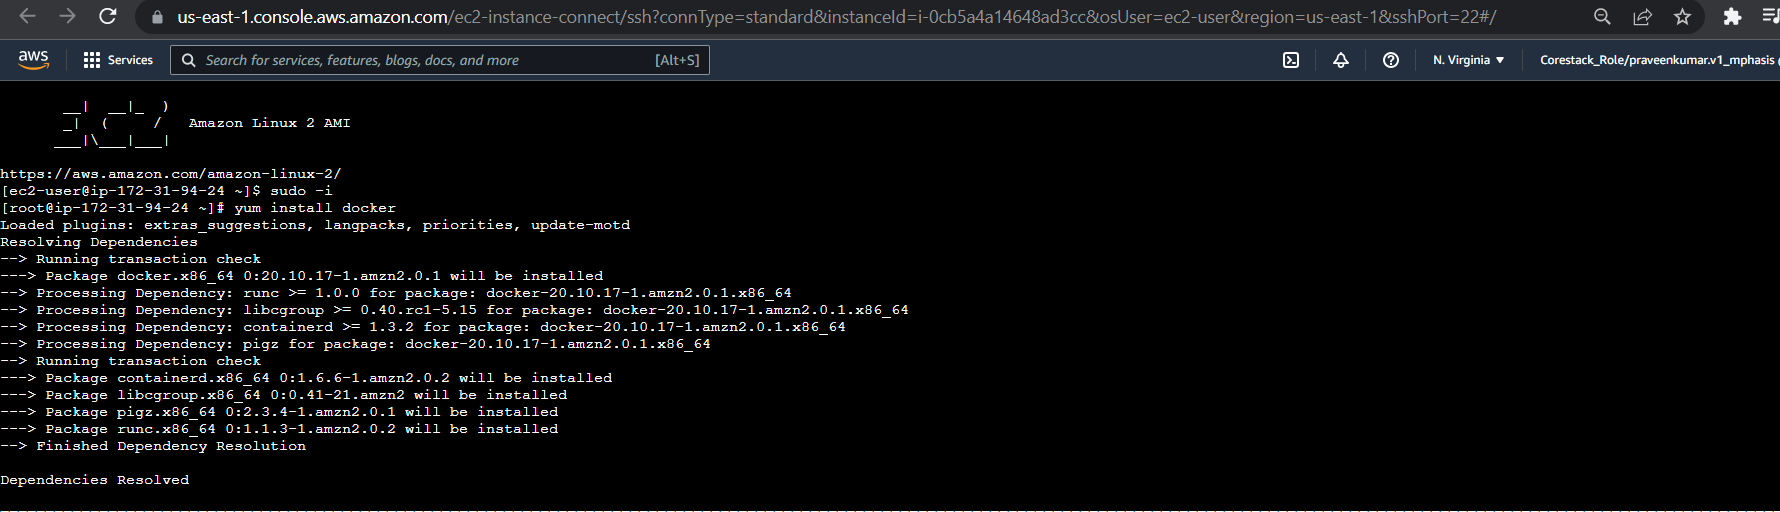 us-east-1.console.aws.amazon.com/ec2-instance-connect/ssh?connType=standard&instanceId=i-0cb5a4a14648ad3cc&osUser=ec2-user&region=us-east-1&sshPort=22#/
aws Services Search for services, features, blogs, docs, and more [Alt+S] N. Virginia Corestack_Role/praveenkumar.v1_mphasis
__|  __|_  )
_|  (     /   Amazon Linux 2 AMI
___|\___|___|
https://aws.amazon.com/amazon-linux-2/
[ec2-user@ip-172-31-94-24 ~]$ sudo -i
[root@ip-172-31-94-24 ~]# yum install docker
Loaded plugins: extras_suggestions, langpacks, priorities, update-motd
Resolving Dependencies
--> Running transaction check
---> Package docker.x86_64 0:20.10.17-1.amzn2.0.1 will be installed
--> Processing Dependency: runc >= 1.0.0 for package: docker-20.10.17-1.amzn2.0.1.x86_64
--> Processing Dependency: libcgroup >= 0.40.rc1-5.15 for package: docker-20.10.17-1.amzn2.0.1.x86_64
--> Processing Dependency: containerd >= 1.3.2 for package: docker-20.10.17-1.amzn2.0.1.x86_64
--> Processing Dependency: pigz for package: docker-20.10.17-1.amzn2.0.1.x86_64
--> Running transaction check
---> Package containerd.x86_64 0:1.6.6-1.amzn2.0.2 will be installed
---> Package libcgroup.x86_64 0:0.41-21.amzn2 will be installed
---> Package pigz.x86_64 0:2.3.4-1.amzn2.0.1 will be installed
---> Package runc.x86_64 0:1.1.3-1.amzn2.0.2 will be installed
--> Finished Dependency Resolution
Dependencies Resolved